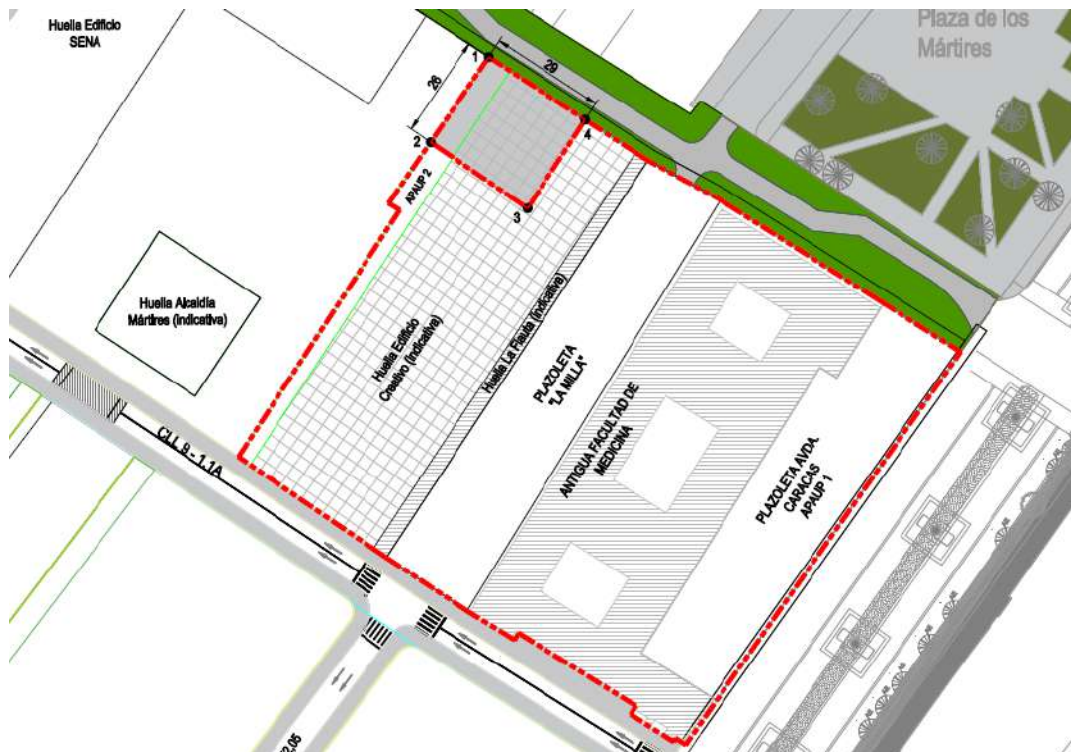 Huella Edificio
SENA
Plaza de los
Mártires
1
29
26
4
2
APAUP 2
3
Huella Alcaldía
Mártires (indicativa)
Huella Edificio
Creativo (Indicativa)
Huella La Flauta (Indicativa)
PLAZOLETA
"LA MILLA"
ANTIGUA FACULTAD DE
MEDICINA
PLAZOLETA AVDA.
CARACAS
APAUP 1
CLL 9 - 1.1A